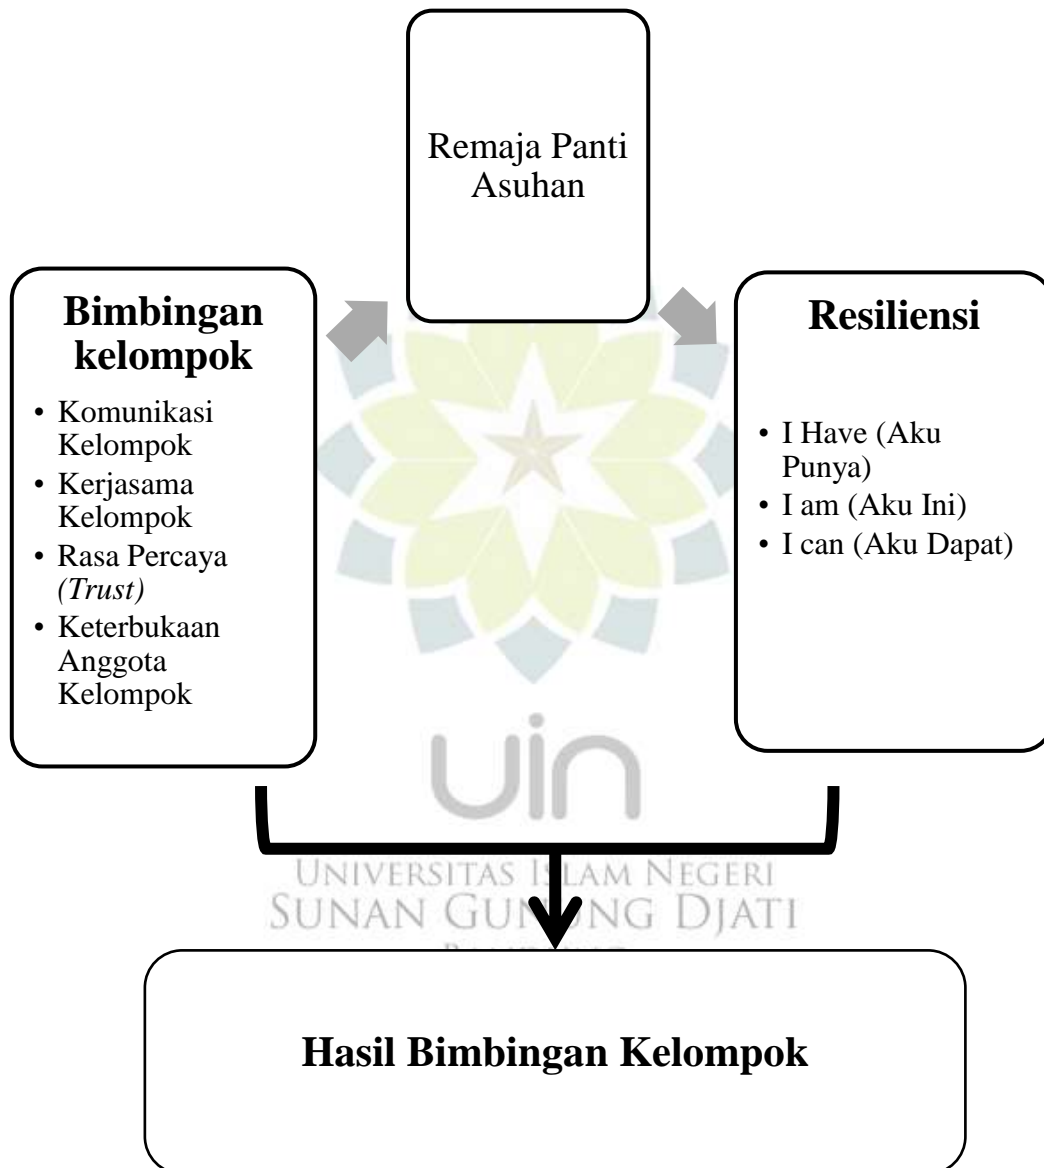 Remaja Panti
Asuhan
Bimbingan
kelompok
• Komunikasi
Kelompok
• Kerjasama
Kelompok
• Rasa Percaya
(Trust)
• Keterbukaan
Anggota
Kelompok
Resiliensi
• I Have (Aku
Punya)
• I am (Aku Ini)
• I can (Aku Dapat)
uin
UNIVERSITAS ISLAM NEGERI
SUNAN GUNUNG DJATI
Hasil Bimbingan Kelompok